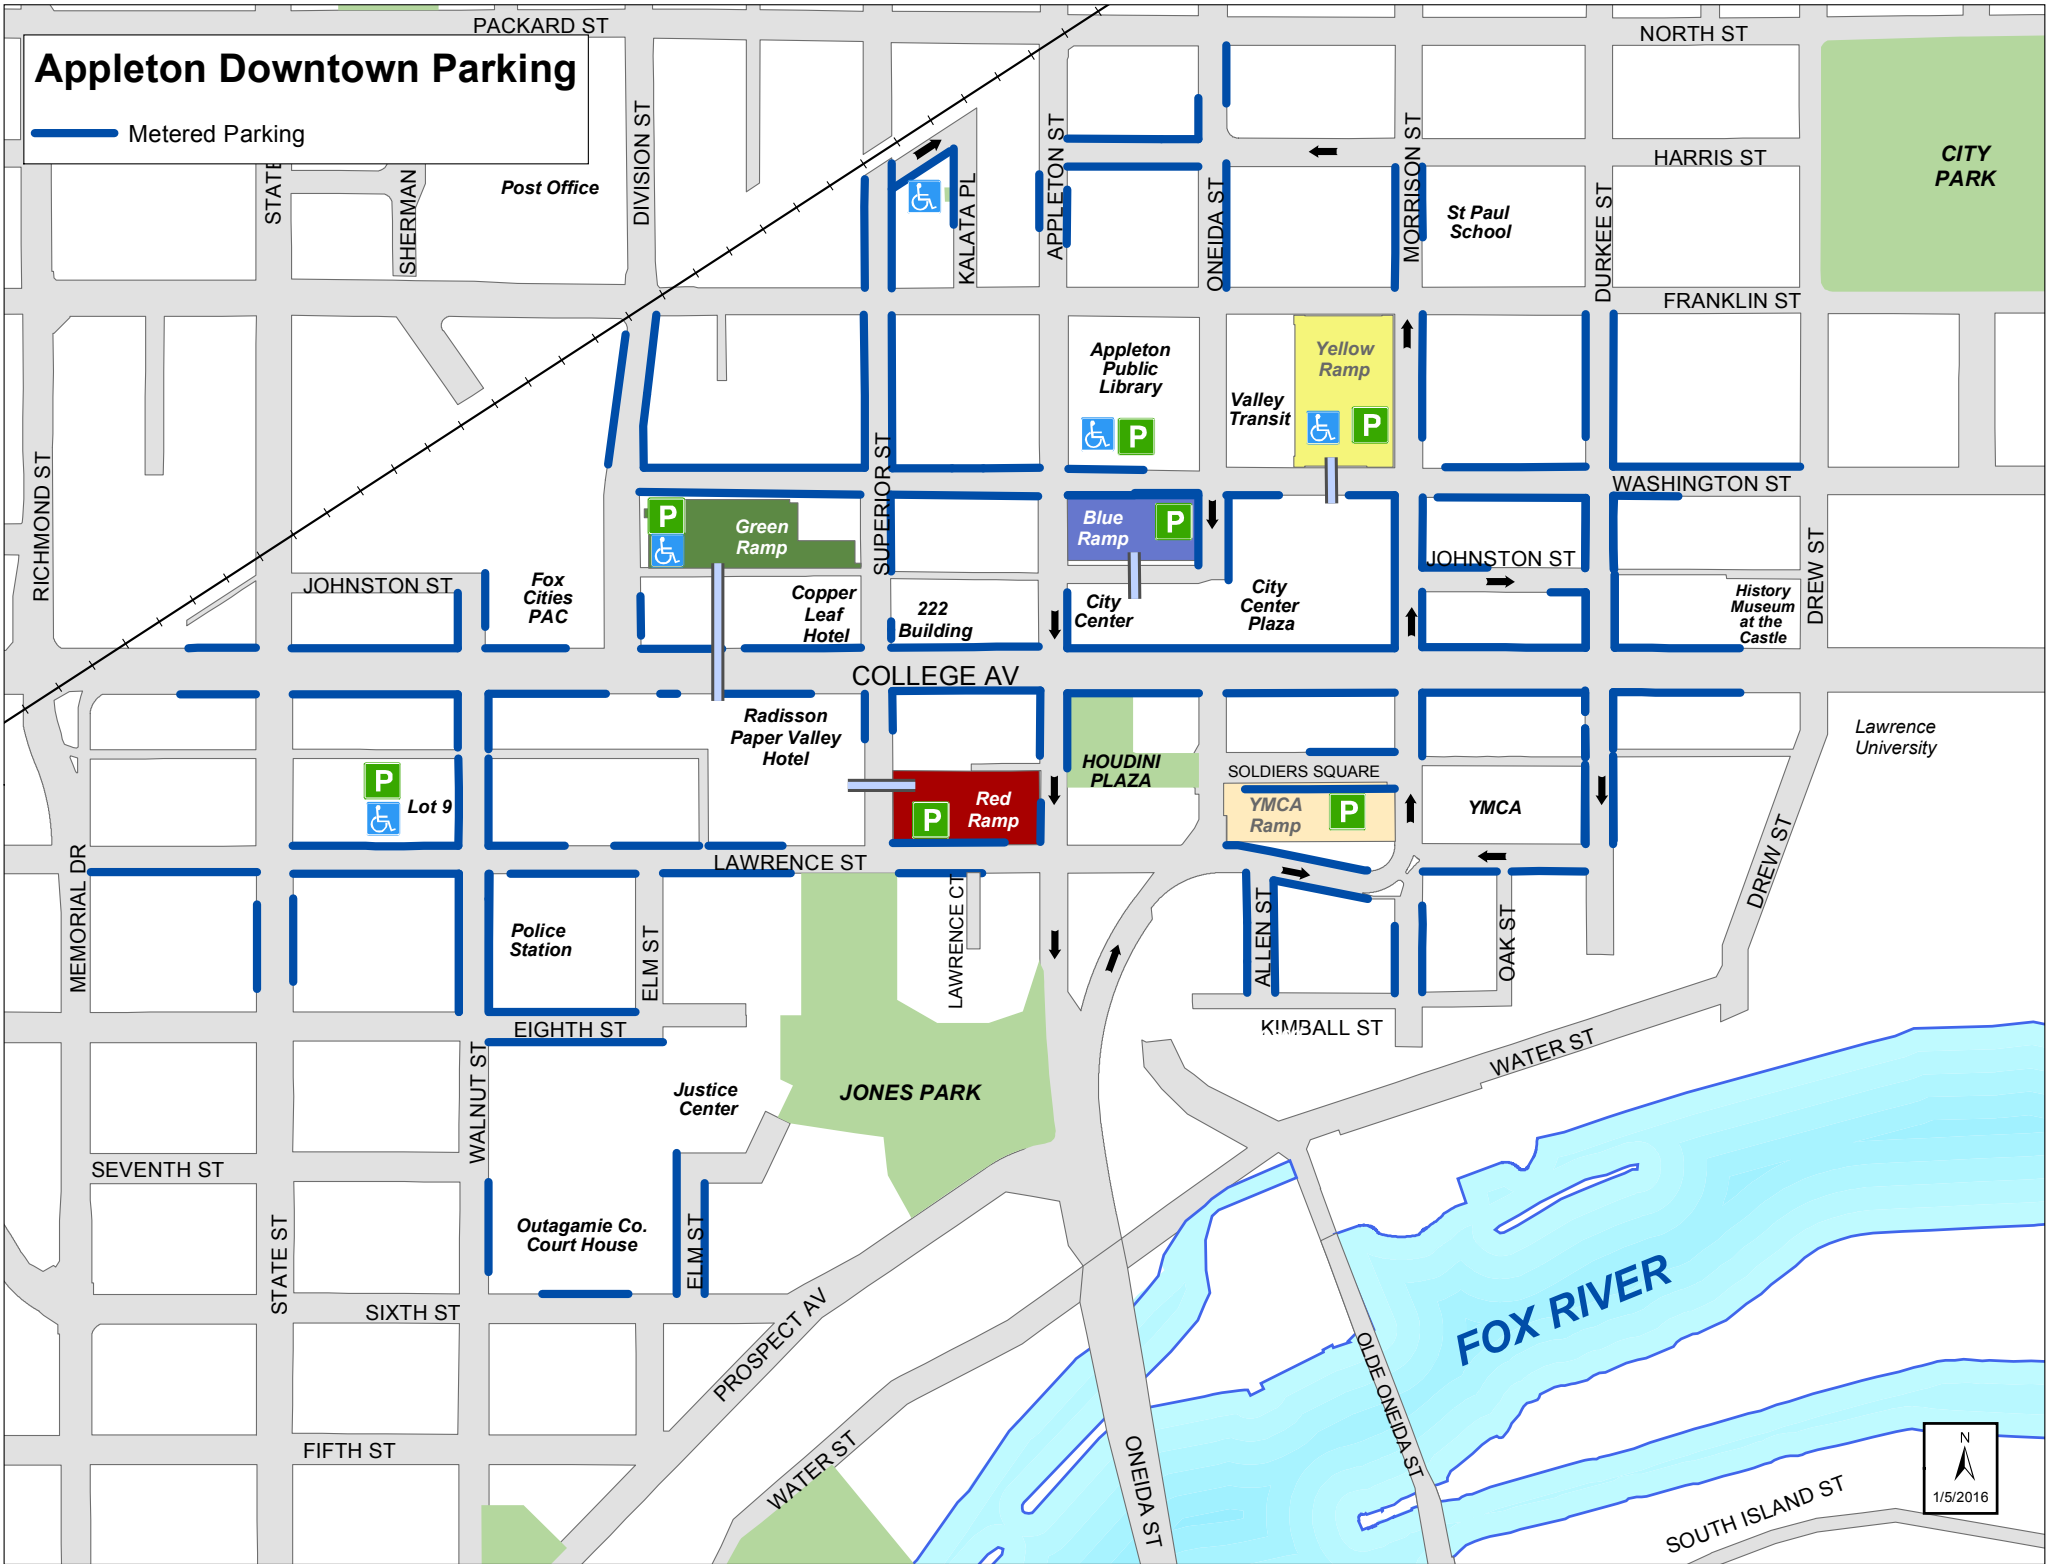 PACKARD ST
NORTH ST
Appleton Downtown Parking
Metered Parking
STATE
SHERMAN
Post Office
DIVISION ST
KALATA PL
APPLETON ST
ONEIDA ST
MORRISON ST
HARRIS ST
St Paul
School
DURKEE ST
CITY
PARK
FRANKLIN ST
Appleton
Public
Library
P
Valley
Transit
Yellow
Ramp
P
RICHMOND ST
SUPERIOR ST
WASHINGTON ST
P
Green
Ramp
Blue
Ramp
P
JOHNSTON ST
JOHNSTON ST
Fox
Cities
PAC
Copper
Leaf
Hotel
222
Building
City
Center
City
Center
Plaza
History
Museum
at the
Castle
DREW ST
COLLEGE AV
Radisson
Paper Valley
Hotel
HOUDINI
PLAZA
Lawrence
University
SOLDIERS SQUARE
P
Lot 9
P
Red
Ramp
YMCA
Ramp
P
YMCA
MEMORIAL DR
LAWRENCE ST
DREW ST
Police
Station
ELM ST
LAWRENCE CT
ALLEN ST
OAK ST
EIGHTH ST
KIMBALL ST
WATER ST
WALNUT ST
Justice
Center
JONES PARK
SEVENTH ST
STATE ST
Outagamie Co.
Court House
ELM ST
SIXTH ST
PROSPECT AV
FOX RIVER
OLDE ONEIDA ST
FIFTH ST
WATER ST
ONEIDA ST
SOUTH ISLAND ST
N
1/5/2016